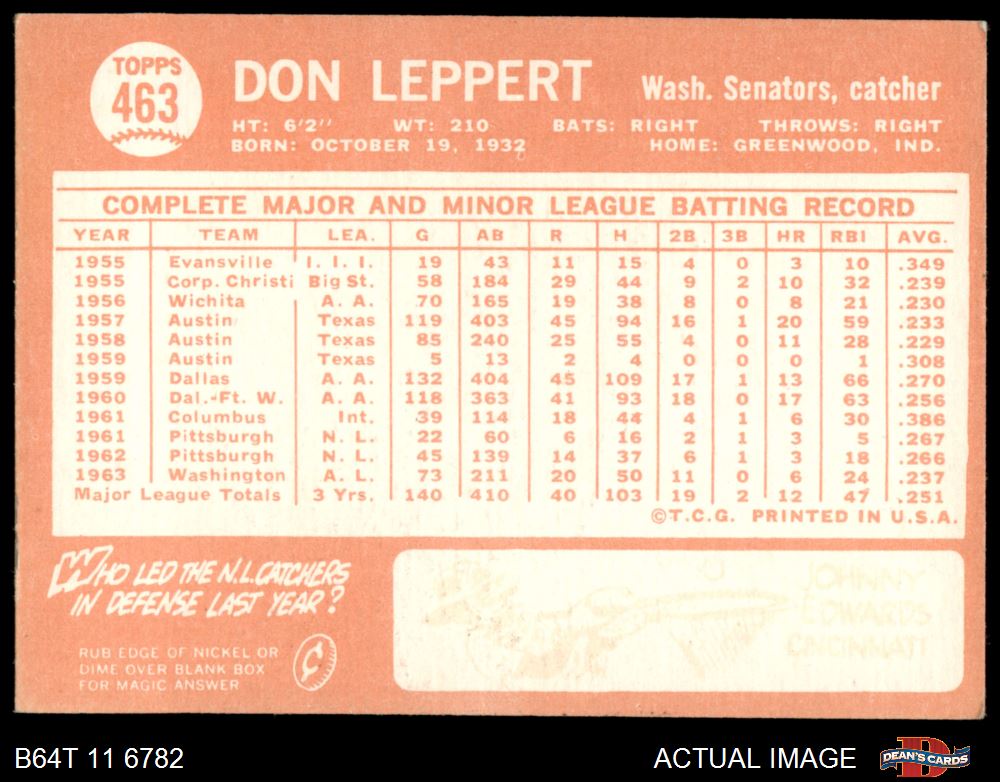 TOPPS
463
DON LEPPERT
Wash. Senators, catcher
HT: 6'2'' WT: 210 BATS: RIGHT THROWS: RIGHT
BORN: OCTOBER 19, 1932 HOME: GREENWOOD, IND.
COMPLETE MAJOR AND MINOR LEAGUE BATTING RECORD
YEAR TEAM LEA. G AB R H 2B 3B HR RBI AVG.
1955 Evansville I. I. I. 19 43 11 15 4 0 3 10 .349
1955 Corp. Christi Big St. 58 184 29 44 9 2 10 32 .239
1956 Wichita A. A. 70 165 19 38 8 0 8 21 .230
1957 Austin Texas 119 403 45 94 16 1 20 59 .233
1958 Austin Texas 85 240 25 55 4 0 11 28 .229
1959 Austin Texas 5 13 2 4 0 0 0 1 .308
1959 Dallas A. A. 132 404 45 109 17 1 13 66 .270
1960 Dal.-Ft. W. A. A. 118 363 41 93 18 0 17 63 .256
1961 Columbus Int. 39 114 18 44 4 1 6 30 .386
1961 Pittsburgh N. L. 22 60 6 16 2 1 3 5 .267
1962 Pittsburgh N. L. 45 139 14 37 6 1 3 18 .266
1963 Washington A. L. 73 211 20 50 11 0 6 24 .237
Major League Totals 3 Yrs. 140 410 40 103 19 2 12 47 .251
©T.C.G. PRINTED IN U.S.A.
WHO LED THE N.L. CATCHERS
IN DEFENSE LAST YEAR?
RUB EDGE OF NICKEL OR
DIME OVER BLANK BOX
FOR MAGIC ANSWER
¢
JOHNNY
EDWARDS
CINCINNATI
B64T 11 6782
ACTUAL IMAGE
DEAN'S CARDS